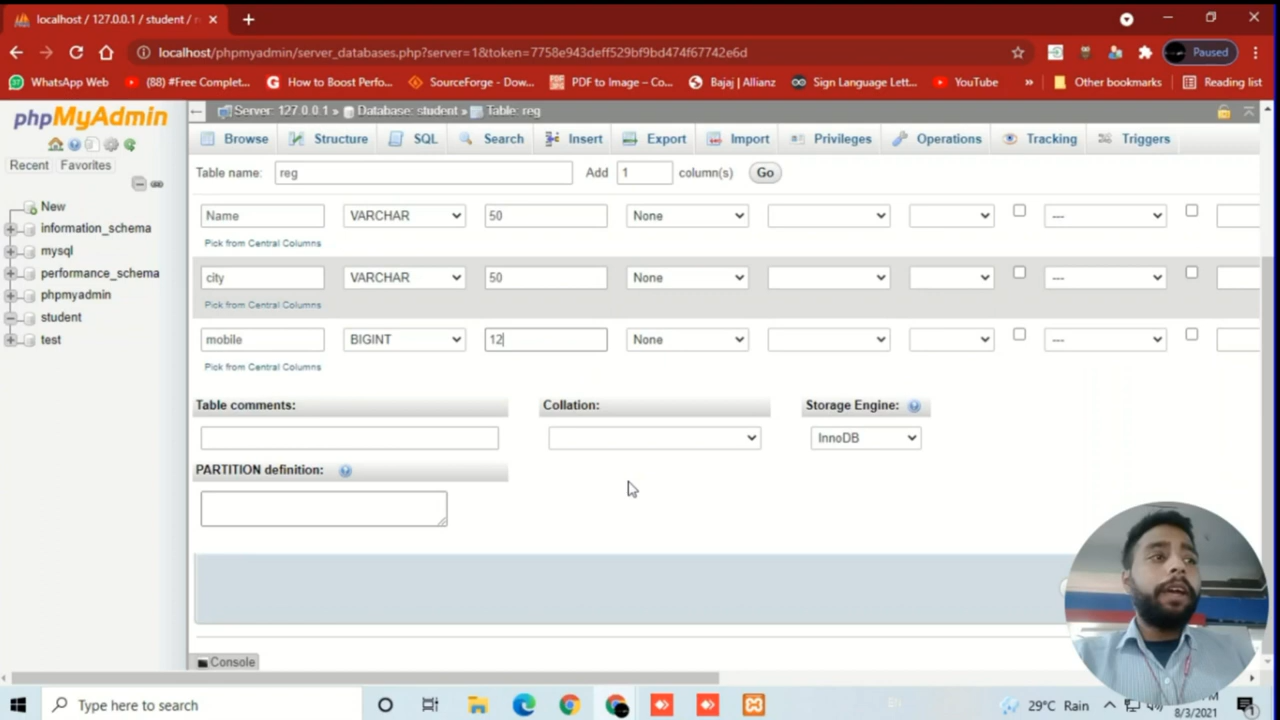 localhost / 127.0.0.1 / student /
localhost/phpmyadmin/server_databases.php?server=1&token=7758e943deff529bf9bd474f67742e6d
Paused
WhatsApp Web
(88) #Free Complet...
How to Boost Perfo...
SourceForge - Dow...
PDF to Image – Co...
Bajaj | Allianz
Sign Language Lett...
YouTube
»
Other bookmarks
Reading list
phpMyAdmin
Recent
Favorites
New
information_schema
mysql
performance_schema
phpmyadmin
student
test
Server: 127.0.0.1 » Database: student » Table: reg
Browse
Structure
SQL
Search
Insert
Export
Import
Privileges
Operations
Tracking
Triggers
Table name: reg Add 1 column(s) Go
Name VARCHAR 50 None ---
Pick from Central Columns
city VARCHAR 50 None ---
Pick from Central Columns
mobile BIGINT 12 None ---
Pick from Central Columns
Table comments: Collation: Storage Engine:
InnoDB
PARTITION definition:
Console
Type here to search
29°C Rain
8/3/2021
1